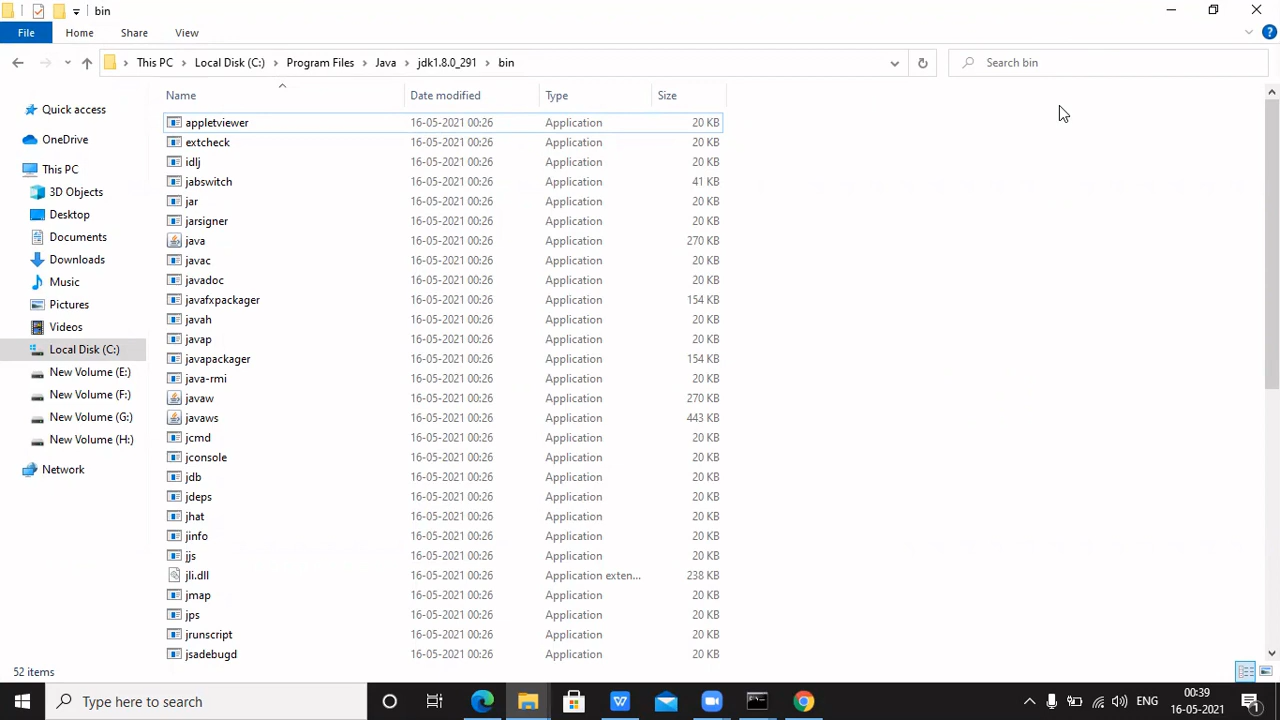 bin
File Home Share View
This PC Local Disk (C:) Program Files Java jdk1.8.0_291 bin Search bin
Name Date modified Type Size
Quick access
OneDrive
This PC
3D Objects
Desktop
Documents
Downloads
Music
Pictures
Videos
Local Disk (C:)
New Volume (E:)
New Volume (F:)
New Volume (G:)
New Volume (H:)
Network
appletviewer 16-05-2021 00:26 Application 20 KB
extcheck 16-05-2021 00:26 Application 20 KB
idlj 16-05-2021 00:26 Application 20 KB
jabswitch 16-05-2021 00:26 Application 41 KB
jar 16-05-2021 00:26 Application 20 KB
jarsigner 16-05-2021 00:26 Application 20 KB
java 16-05-2021 00:26 Application 270 KB
javac 16-05-2021 00:26 Application 20 KB
javadoc 16-05-2021 00:26 Application 20 KB
javafxpackager 16-05-2021 00:26 Application 154 KB
javah 16-05-2021 00:26 Application 20 KB
javap 16-05-2021 00:26 Application 20 KB
javapackager 16-05-2021 00:26 Application 154 KB
java-rmi 16-05-2021 00:26 Application 20 KB
javaw 16-05-2021 00:26 Application 270 KB
javaws 16-05-2021 00:26 Application 443 KB
jcmd 16-05-2021 00:26 Application 20 KB
jconsole 16-05-2021 00:26 Application 20 KB
jdb 16-05-2021 00:26 Application 20 KB
jdeps 16-05-2021 00:26 Application 20 KB
jhat 16-05-2021 00:26 Application 20 KB
jinfo 16-05-2021 00:26 Application 20 KB
jjs 16-05-2021 00:26 Application 20 KB
jli.dll 16-05-2021 00:26 Application exten... 238 KB
jmap 16-05-2021 00:26 Application 20 KB
jps 16-05-2021 00:26 Application 20 KB
jrunscript 16-05-2021 00:26 Application 20 KB
jsadebugd 16-05-2021 00:26 Application 20 KB
52 items
Type here to search ENG 00:39
16-05-2021